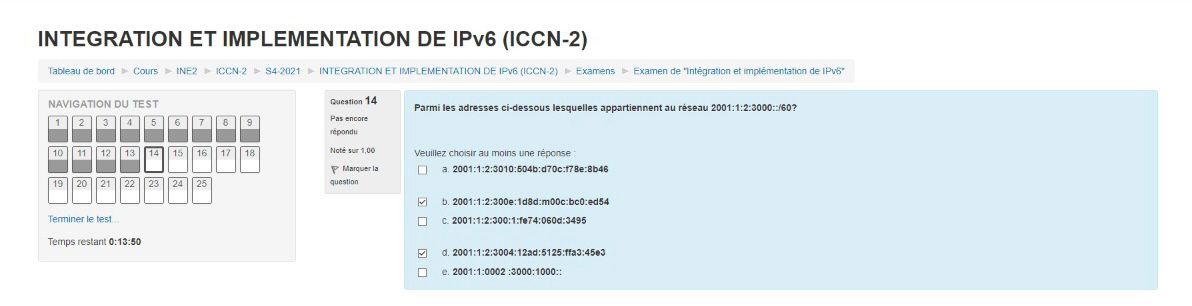 INTEGRATION ET IMPLEMENTATION DE IPv6 (ICCN-2)
Tableau de bord ► Cours ► INE2 ► ICCN-2 ► S4-2021 ► INTEGRATION ET IMPLEMENTATION DE IPv6 (ICCN-2) ► Examens ► Examen de "Intégration et implémentation de IPv6"
NAVIGATION DU TEST
1 2 3 4 5 6 7 8 9
10 11 12 13 14 15 16 17 18
19 20 21 22 23 24 25
Terminer le test...
Temps restant 0:13:50
Question 14
Pas encore
répondu
Noté sur 1,00
Marquer la
question
Parmi les adresses ci-dessous lesquelles appartiennent au réseau 2001:1:2:3000::/60?
Veuillez choisir au moins une réponse :
a. 2001:1:2:3010:504b:d70c:f78e:8b46
b. 2001:1:2:300e:1d8d:m00c:bc0:ed54
c. 2001:1:2:300:1:fe74:060d:3495
d. 2001:1:2:3004:12ad:5125:ffa3:45e3
e. 2001:1:0002 :3000:1000::